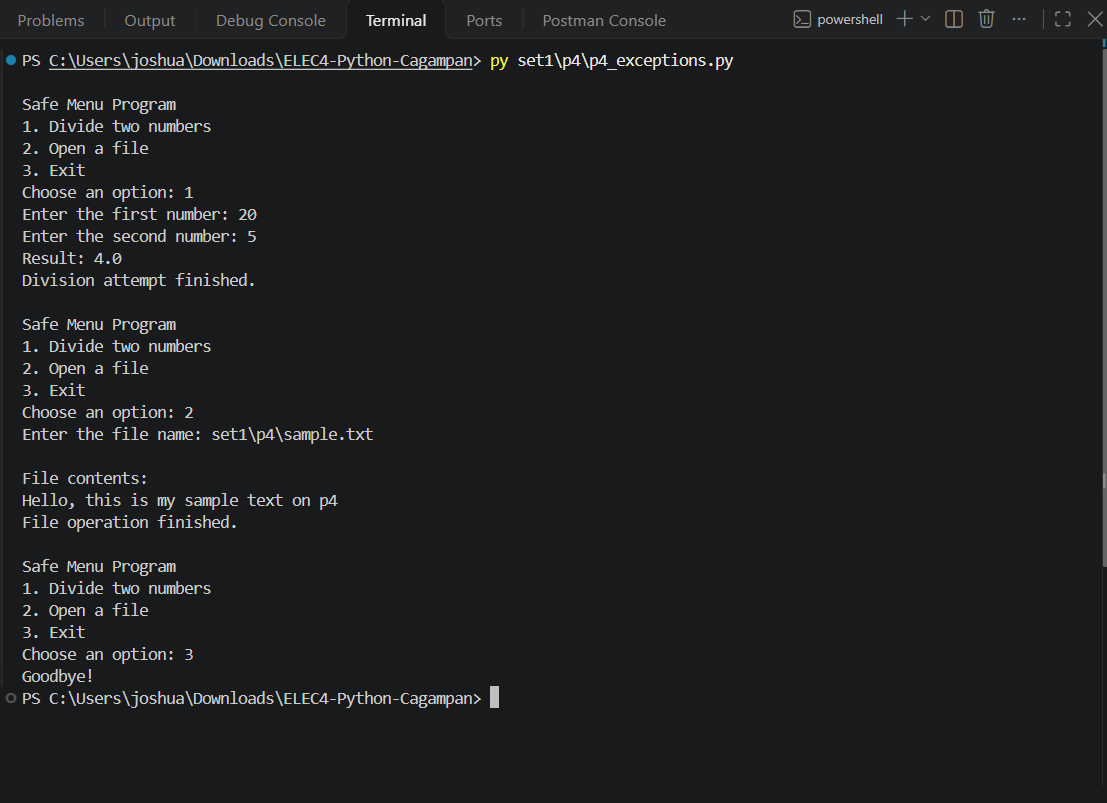 Problems Output Debug Console Terminal Ports Postman Console powershell
PS C:\Users\joshua\Downloads\ELEC4-Python-Cagampan> py set1\p4\p4_exceptions.py
Safe Menu Program
1. Divide two numbers
2. Open a file
3. Exit
Choose an option: 1
Enter the first number: 20
Enter the second number: 5
Result: 4.0
Division attempt finished.
Safe Menu Program
1. Divide two numbers
2. Open a file
3. Exit
Choose an option: 2
Enter the file name: set1\p4\sample.txt
File contents:
Hello, this is my sample text on p4
File operation finished.
Safe Menu Program
1. Divide two numbers
2. Open a file
3. Exit
Choose an option: 3
Goodbye!
PS C:\Users\joshua\Downloads\ELEC4-Python-Cagampan>